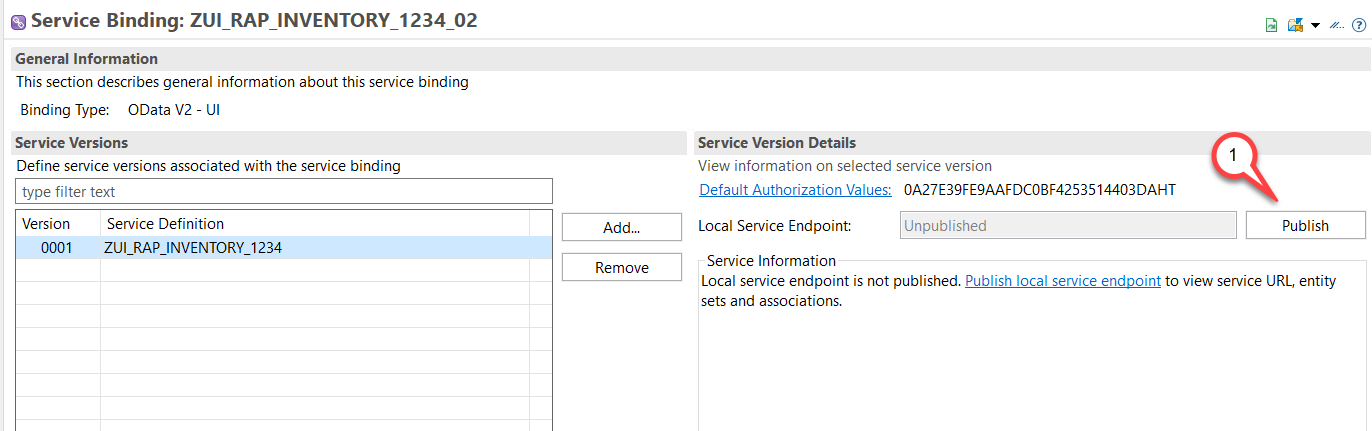 Service Binding: ZUI_RAP_INVENTORY_1234_02
General Information
This section describes general information about this service binding
Binding Type: OData V2 - UI
Service Versions
Define service versions associated with the service binding
type filter text
Version Service Definition
0001 ZUI_RAP_INVENTORY_1234
Add...
Remove
Service Version Details
View information on selected service version
1
Default Authorization Values: 0A27E39FE9AAFDC0BF4253514403DAHT
Local Service Endpoint: Unpublished Publish
Service Information
Local service endpoint is not published. Publish local service endpoint to view service URL, entity
sets and associations.